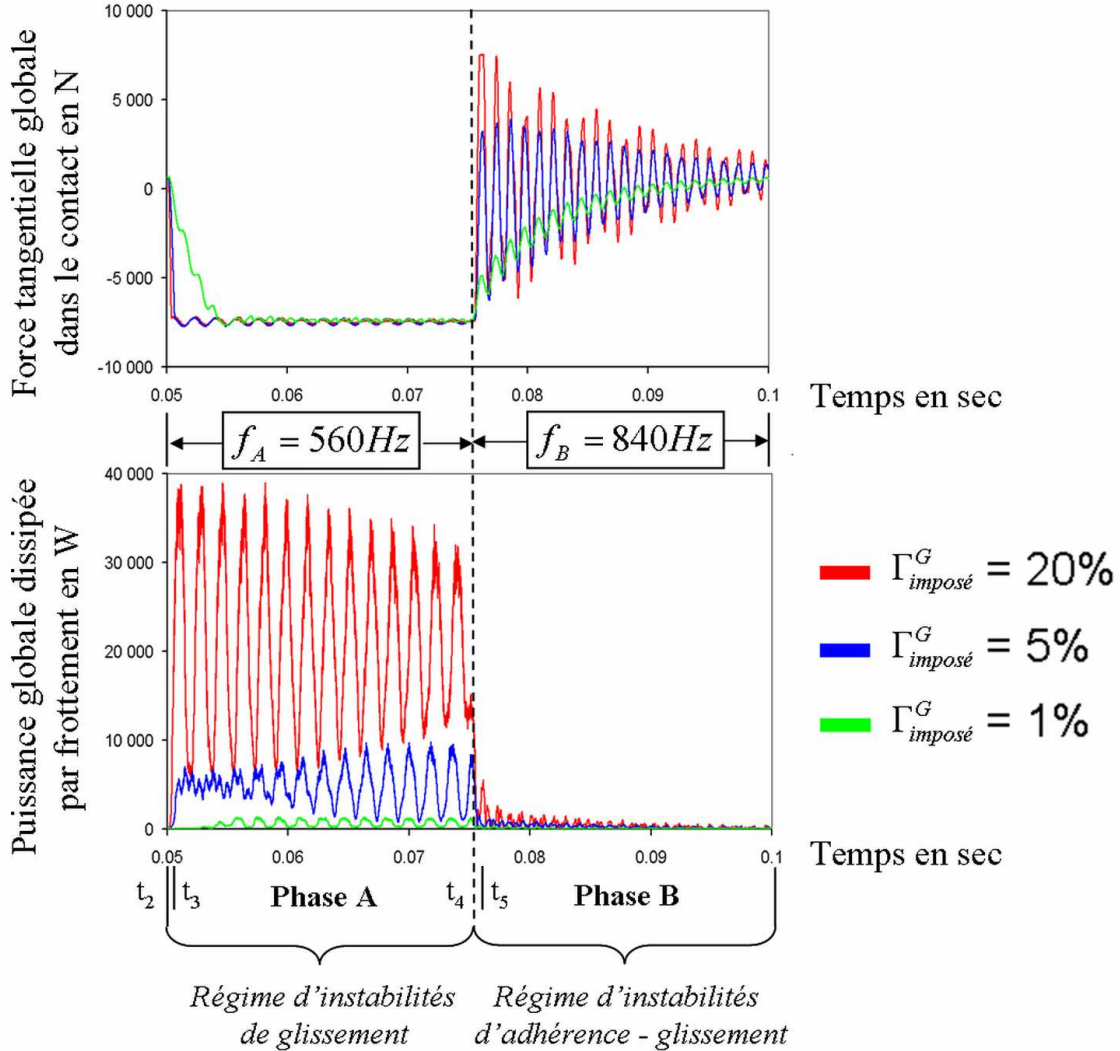 Force tangentielle globale
dans le contact en N
10 000
5 000
0
-5 000
-10 000
0.05
0.06
0.07
0.08
0.09
0.1
Temps en sec
f_A = 560Hz
f_B = 840Hz
Puissance globale dissipée
par frottement en W
40 000
30 000
20 000
10 000
0
0.05
0.06
0.07
0.08
0.09
0.1
Temps en sec
Γ^G_imposé = 20%
Γ^G_imposé = 5%
Γ^G_imposé = 1%
t₂ t₃ Phase A t₄ t₅ Phase B
Régime d'instabilités
de glissement
Régime d'instabilités
d'adhérence - glissement